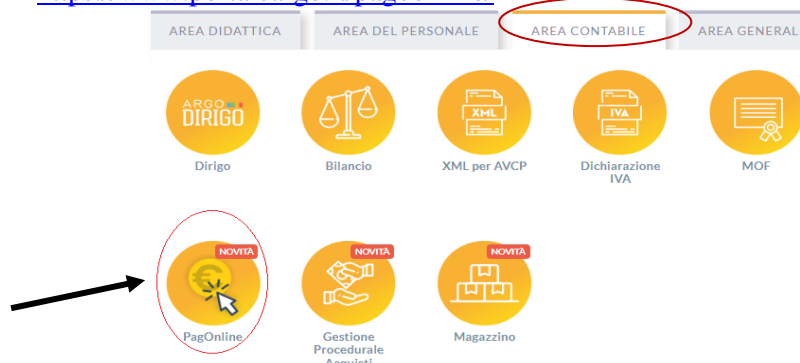 AREA DIDATTICA
AREA DEL PERSONALE
AREA CONTABILE
AREA GENERAL
ARGO
DIRIGO
XML
IVA
Dirigo
Bilancio
XML per AVCP
Dichiarazione
IVA
MOF
NOVITÀ
NOVITÀ
NOVITÀ
PagOnline
Gestione
Procedurale
Acquisti
Magazzino